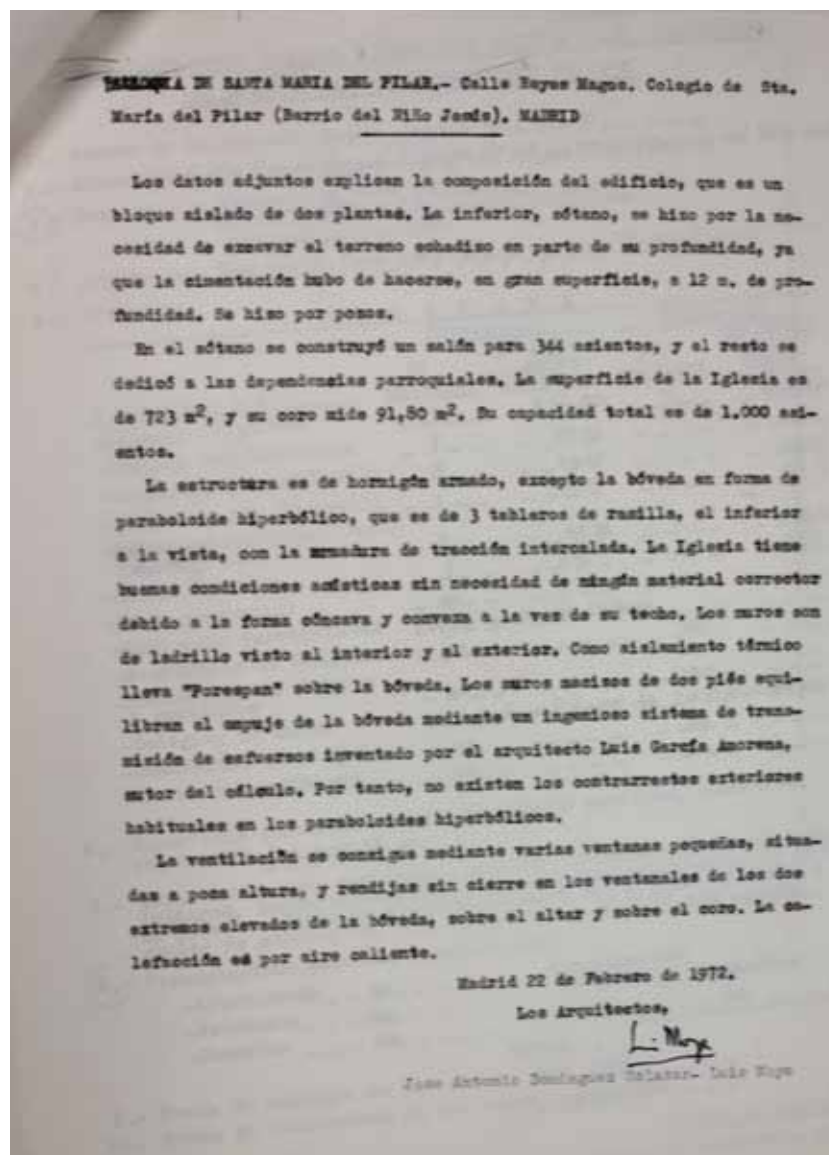 PARROQUIA DE SANTA MARIA DEL PILAR.- Calle Reyes Magos. Colegio de Sta.
María del Pilar (Barrio del Niño Jesús). MADRID
Los datos adjuntos explican la composición del edificio, que es un
bloque aislado de dos plantas. La inferior, sótano, se hizo por la ne-
cesidad de excavar el terreno echadizo en parte de su profundidad, ya
que la cimentación hubo de hacerse, en gran superficie, a 12 m. de pro-
fundidad. Se hizo por pozos.
En el sótano se construyó un salón para 344 asientos, y el resto se
dedicó a las dependencias parroquiales. La superficie de la Iglesia es
de 723 m², y su coro mide 91,80 m². Su capacidad total es de 1.000 asi-
entos.
La estructura es de hormigón armado, excepto la bóveda en forma de
paraboloide hiperbólico, que es de 3 tableros de rasilla, el inferior
a la vista, con la armadura de tracción intercalada. La Iglesia tiene
buenas condiciones acústicas sin necesidad de ningún material corrector
debido a la forma cóncava y convexa a la vez de su techo. Los muros son
de ladrillo visto al interior y al exterior. Como aislamiento térmico
lleva "Porespan" sobre la bóveda. Los muros macizos de dos piés equi-
libran el empuje de la bóveda mediante un ingenioso sistema de trans-
misión de esfuerzos inventado por el arquitecto Luis García Amorena,
autor del cálculo. Por tanto, no existen los contrarrestos exteriores
habituales en los paraboloides hiperbólicos.
La ventilación se consigue mediante varias ventanas pequeñas, situa-
das a poca altura, y rendijas sin cierre en los ventanales de los dos
extremos elevados de la bóveda, sobre el altar y sobre el coro. La ca-
lefacción es por aire caliente.
Madrid 22 de Febrero de 1972.
Los Arquitectos,
L. Moya
Jose Antonio Dominguez Salazar- Luis Moya